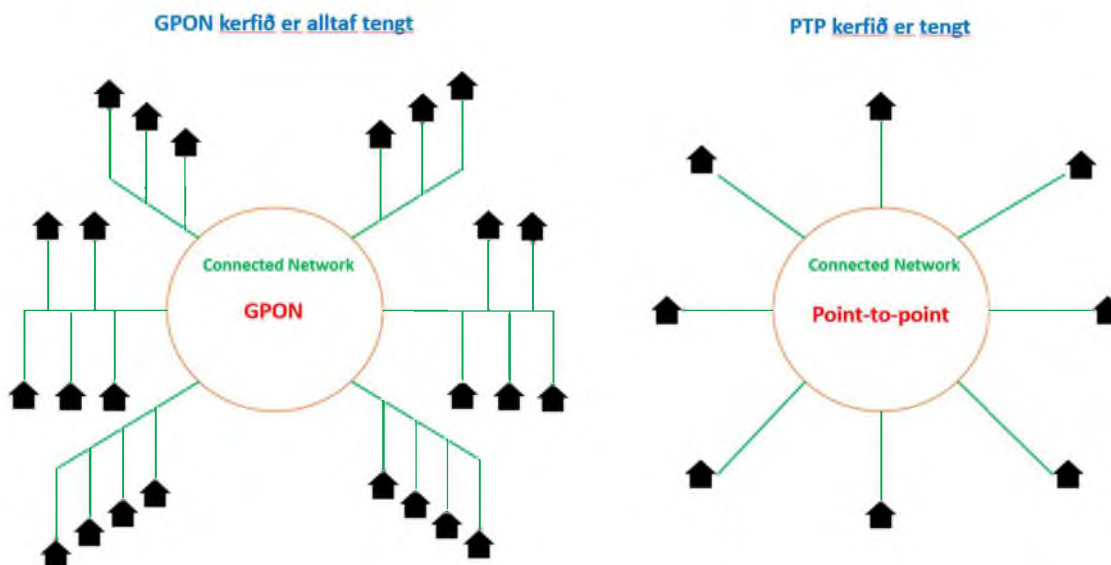 GPON kerfið er alltaf tengt
PTP kerfið er tengt
Connected Network
GPON
Connected Network
Point-to-point